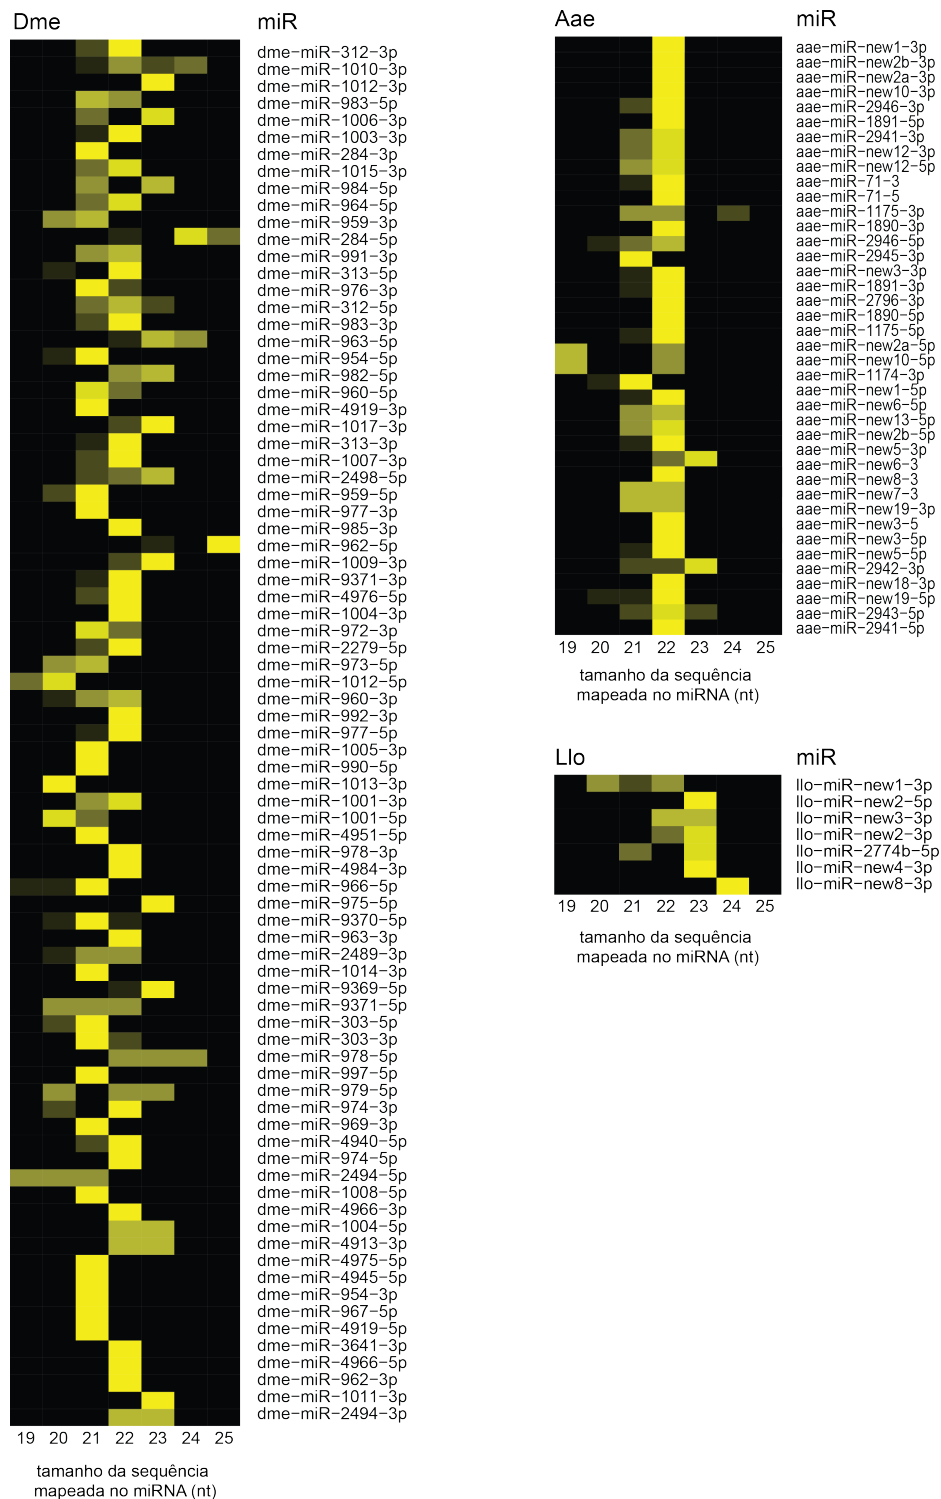 Dme
miR
dme-miR-312-3p
dme-miR-1010-3p
dme-miR-1012-3p
dme-miR-983-5p
dme-miR-1006-3p
dme-miR-1003-3p
dme-miR-284-3p
dme-miR-1015-3p
dme-miR-984-5p
dme-miR-964-5p
dme-miR-959-3p
dme-miR-284-5p
dme-miR-991-3p
dme-miR-313-5p
dme-miR-976-3p
dme-miR-312-5p
dme-miR-983-3p
dme-miR-963-5p
dme-miR-954-5p
dme-miR-982-5p
dme-miR-960-5p
dme-miR-4919-3p
dme-miR-1017-3p
dme-miR-313-3p
dme-miR-1007-3p
dme-miR-2498-5p
dme-miR-959-5p
dme-miR-977-3p
dme-miR-985-3p
dme-miR-962-5p
dme-miR-1009-3p
dme-miR-9371-3p
dme-miR-4976-5p
dme-miR-1004-3p
dme-miR-972-3p
dme-miR-2279-5p
dme-miR-973-5p
dme-miR-1012-5p
dme-miR-960-3p
dme-miR-992-3p
dme-miR-977-5p
dme-miR-1005-3p
dme-miR-990-5p
dme-miR-1013-3p
dme-miR-1001-3p
dme-miR-1001-5p
dme-miR-4951-5p
dme-miR-978-3p
dme-miR-4984-3p
dme-miR-966-5p
dme-miR-975-5p
dme-miR-9370-5p
dme-miR-963-3p
dme-miR-2489-3p
dme-miR-1014-3p
dme-miR-9369-5p
dme-miR-9371-5p
dme-miR-303-5p
dme-miR-303-3p
dme-miR-978-5p
dme-miR-997-5p
dme-miR-979-5p
dme-miR-974-3p
dme-miR-969-3p
dme-miR-4940-5p
dme-miR-974-5p
dme-miR-2494-5p
dme-miR-1008-5p
dme-miR-4966-3p
dme-miR-1004-5p
dme-miR-4913-3p
dme-miR-4975-5p
dme-miR-4945-5p
dme-miR-954-3p
dme-miR-967-5p
dme-miR-4919-5p
dme-miR-3641-3p
dme-miR-4966-5p
dme-miR-962-3p
dme-miR-1011-3p
dme-miR-2494-3p
19 20 21 22 23 24 25
tamanho da sequência
mapeada no miRNA (nt)
Aae
miR
aae-miR-new1-3p
aae-miR-new2b-3p
aae-miR-new2a-3p
aae-miR-new10-3p
aae-miR-2946-3p
aae-miR-1891-5p
aae-miR-2941-3p
aae-miR-new12-3p
aae-miR-new12-5p
aae-miR-71-3
aae-miR-71-5
aae-miR-1175-3p
aae-miR-1890-3p
aae-miR-2946-5p
aae-miR-2945-3p
aae-miR-new3-3p
aae-miR-1891-3p
aae-miR-2796-3p
aae-miR-1890-5p
aae-miR-1175-5p
aae-miR-new2a-5p
aae-miR-new10-5p
aae-miR-1174-3p
aae-miR-new1-5p
aae-miR-new6-5p
aae-miR-new13-5p
aae-miR-new2b-5p
aae-miR-new5-3p
aae-miR-new6-3
aae-miR-new8-3
aae-miR-new7-3
aae-miR-new19-3p
aae-miR-new3-5
aae-miR-new3-5p
aae-miR-new5-5p
aae-miR-2942-3p
aae-miR-new18-3p
aae-miR-new19-5p
aae-miR-2943-5p
aae-miR-2941-5p
19 20 21 22 23 24 25
tamanho da sequência
mapeada no miRNA (nt)
Llo
miR
llo-miR-new1-3p
llo-miR-new2-5p
llo-miR-new3-3p
llo-miR-new2-3p
llo-miR-2774b-5p
llo-miR-new4-3p
llo-miR-new8-3p
19 20 21 22 23 24 25
tamanho da sequência
mapeada no miRNA (nt)